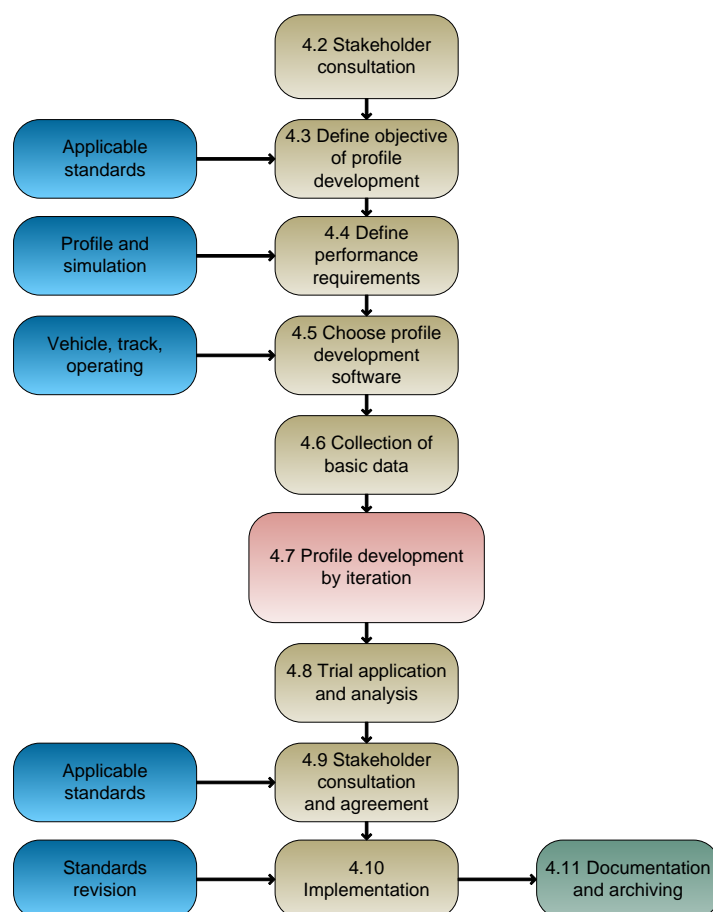 4.2 Stakeholder
consultation
Applicable
standards
4.3 Define objective
of profile
development
Profile and
simulation
4.4 Define
performance
requirements
Vehicle, track,
operating
4.5 Choose profile
development
software
4.6 Collection of
basic data
4.7 Profile development
by iteration
4.8 Trial application
and analysis
Applicable
standards
4.9 Stakeholder
consultation
and agreement
Standards
revision
4.10
Implementation
4.11 Documentation
and archiving